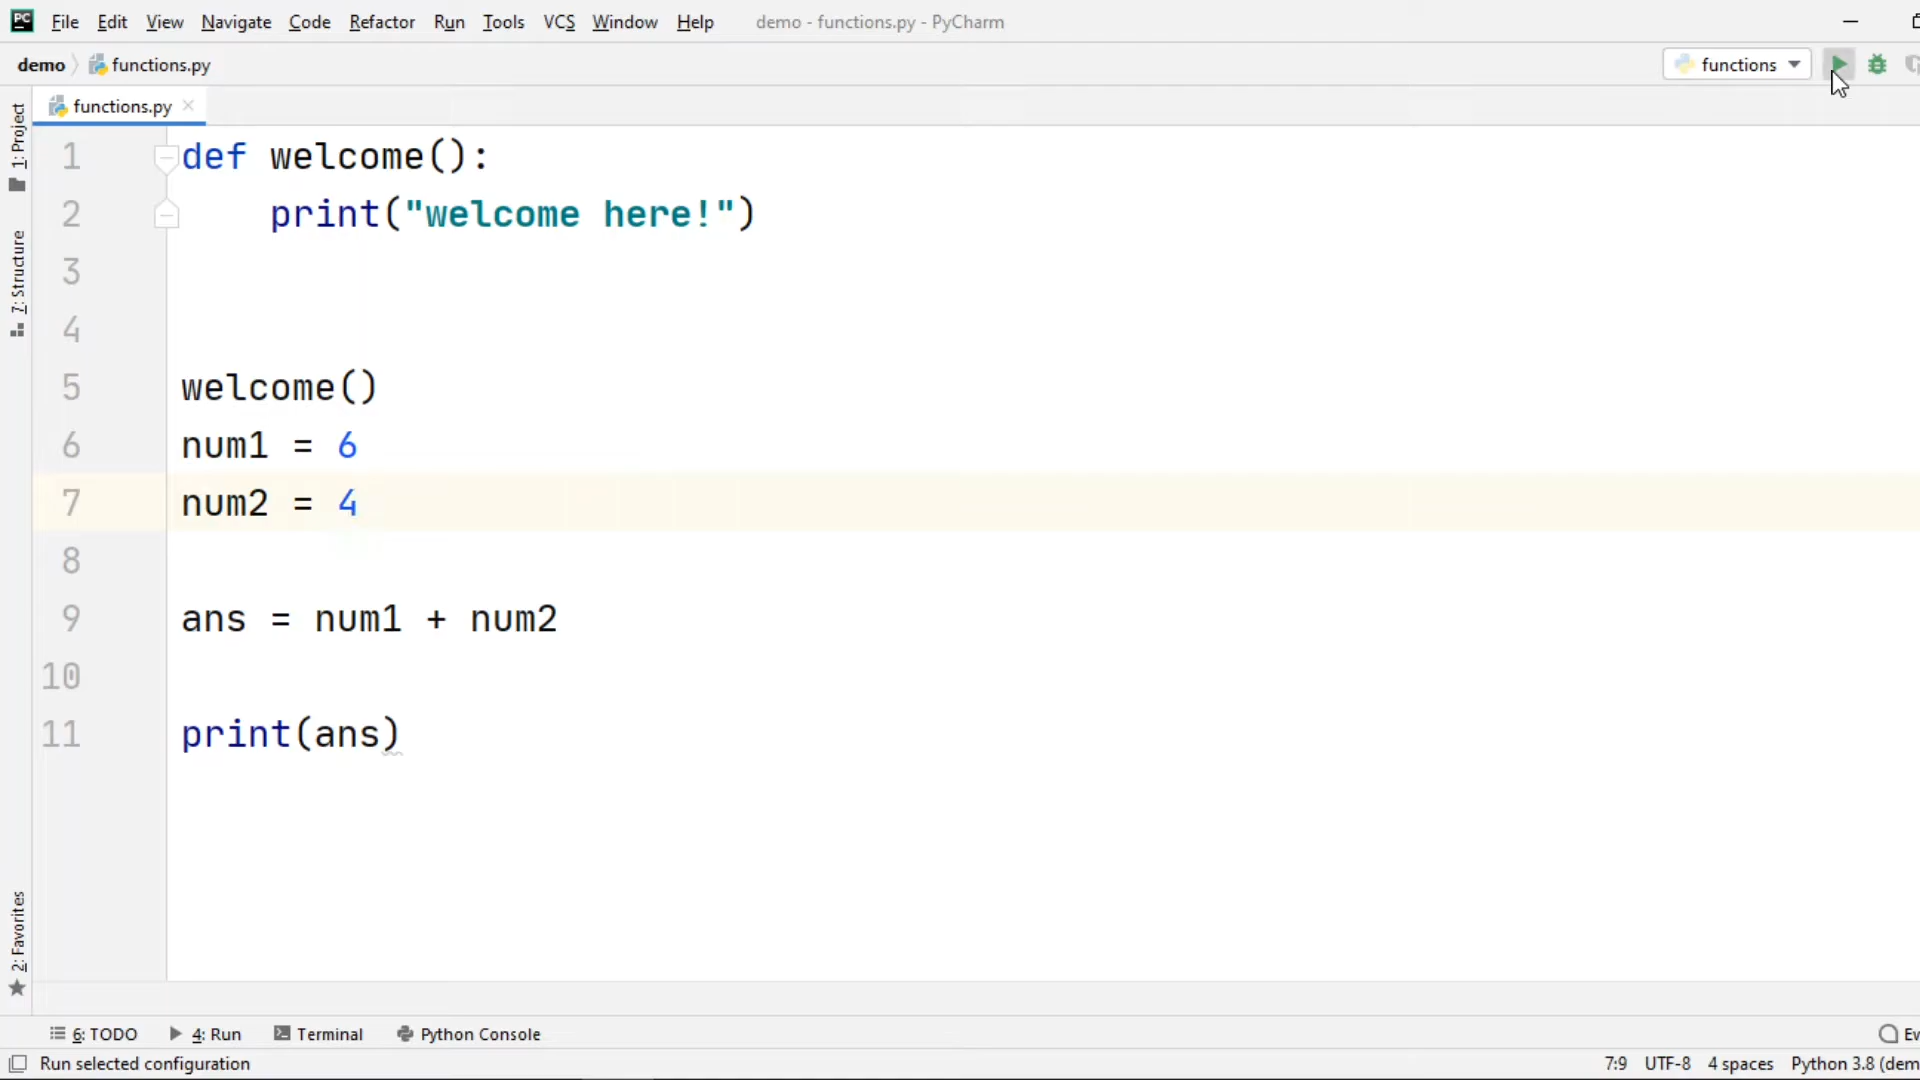 PC File Edit View Navigate Code Refactor Run Tools VCS Window Help demo - functions.py - PyCharm
demo functions.py functions
functions.py
1: Project
7: Structure
2: Favorites
1 def welcome():
2 print("welcome here!")
3
4
5 welcome()
6 num1 = 6
7 num2 = 4
8
9 ans = num1 + num2
10
11 print(ans)
6: TODO 4: Run Terminal Python Console Ev
Run selected configuration 7:9 UTF-8 4 spaces Python 3.8 (dem